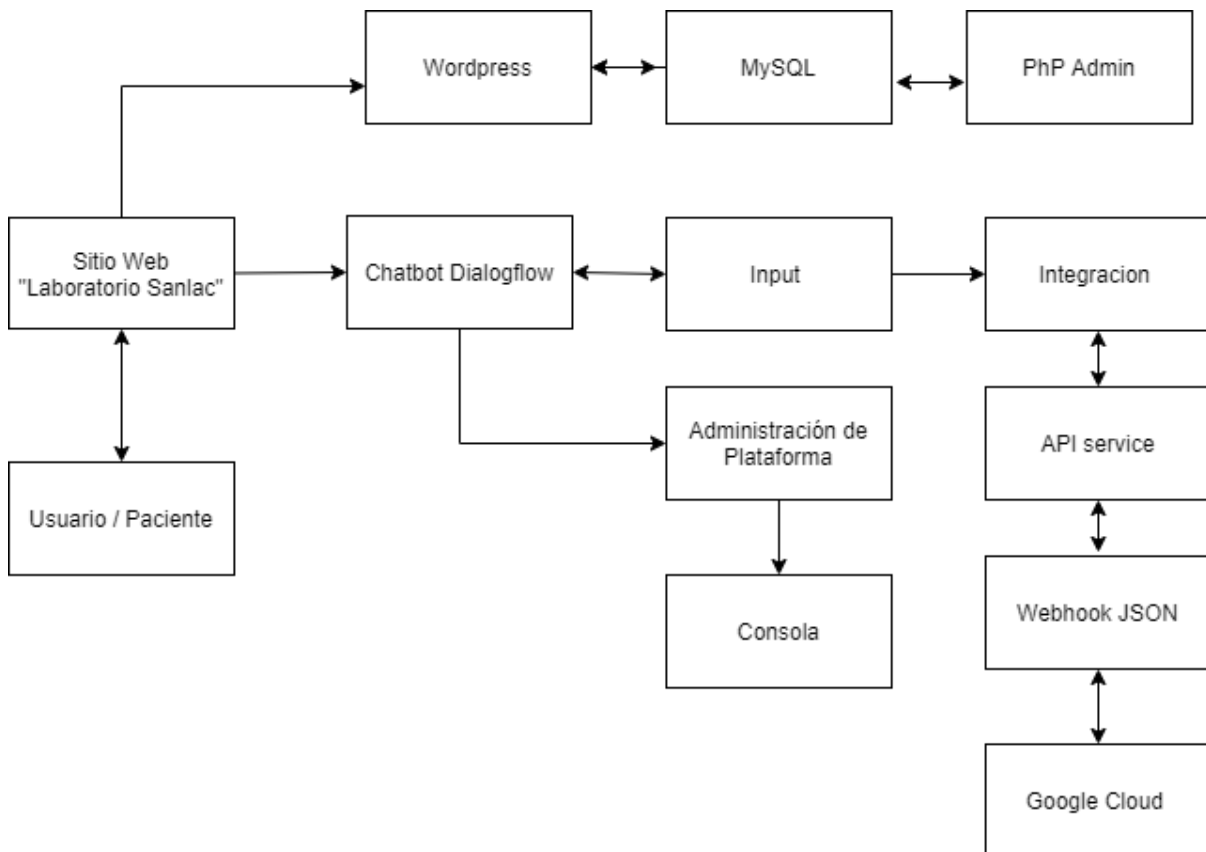 Wordpress
MySQL
PhP Admin
Sitio Web
"Laboratorio Sanlac"
Chatbot Dialogflow
Input
Integracion
Administración de
Plataforma
API service
Usuario / Paciente
Consola
Webhook JSON
Google Cloud